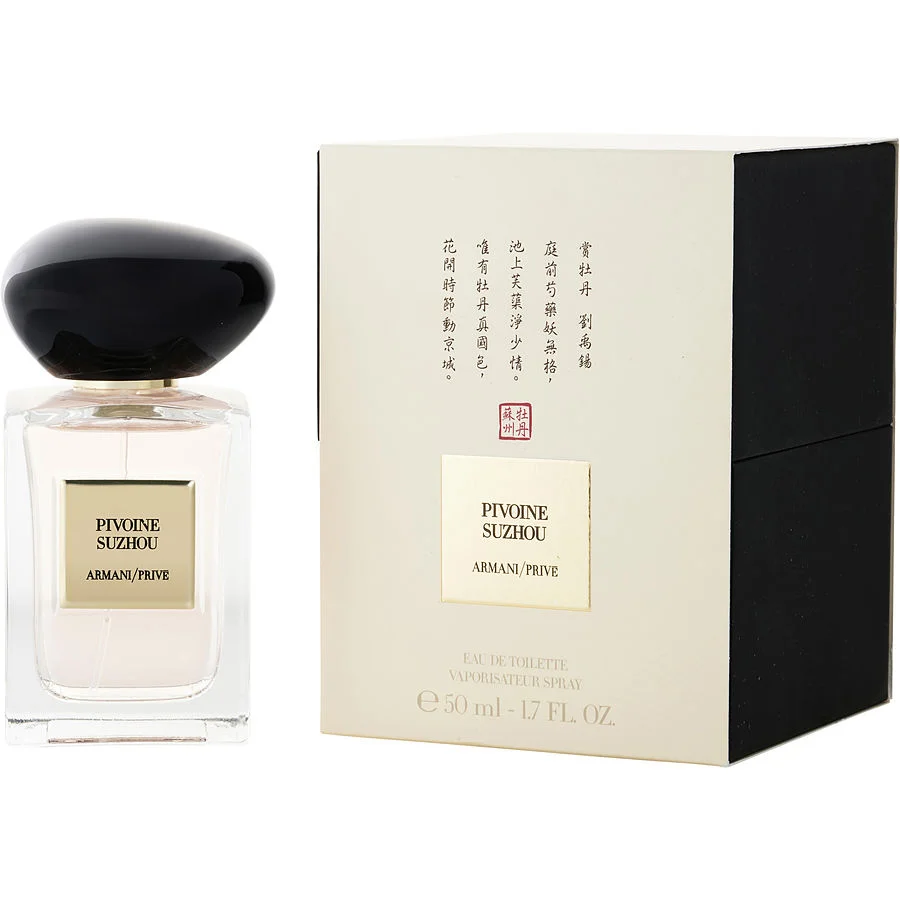 PIVOINE
SUZHOU
ARMANI/PRIVE
賞牡丹 劉禹錫
庭前芍藥妖無格，
池上芙蕖淨少情。
唯有牡丹真國色，
花開時節動京城。
牡丹
蘇州
PIVOINE
SUZHOU
ARMANI/PRIVE
EAU DE TOILETTE
VAPORISATEUR SPRAY
℮ 50 ml - 1.7 FL. OZ.